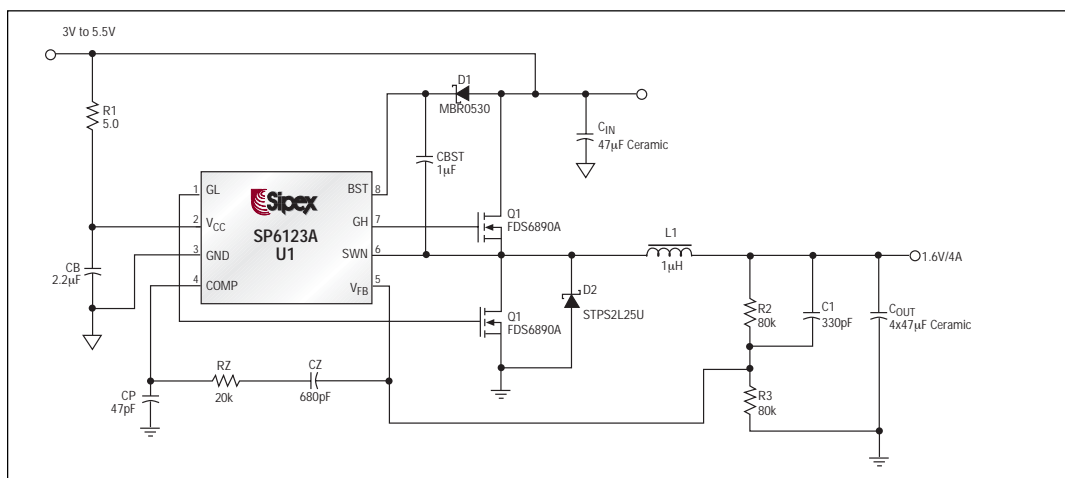 3V to 5.5V
R1
5.0
D1
MBR0530
CIN
47µF Ceramic
CBST
1µF
1
GL
Sipex
BST
8
Q1
FDS6890A
2
VCC
SP6123A
GH
7
3
GND
U1
SWN
6
L1
1µH
1.6V/4A
CB
2.2µF
4
COMP
VFB
5
D2
STPS2L25U
R2
80k
C1
330pF
COUT
4x47µF Ceramic
Q1
FDS6890A
CP
47pF
RZ
20k
CZ
680pF
R3
80k